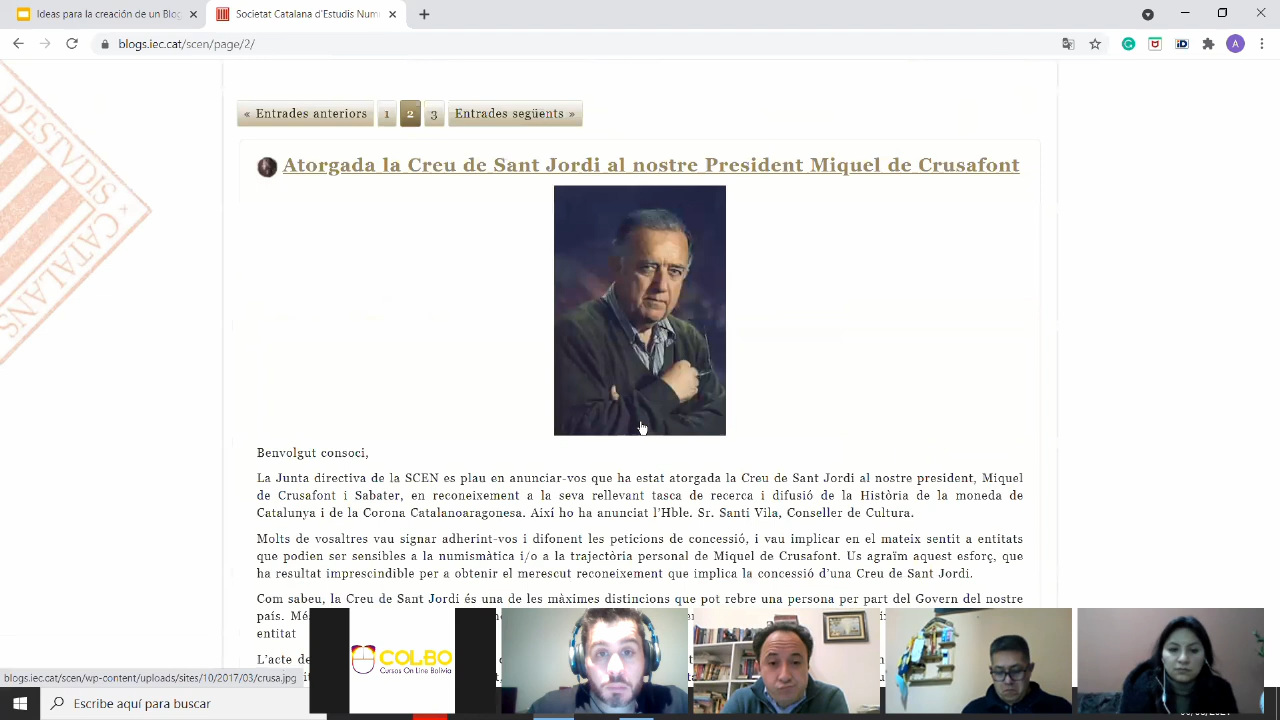 Ideas para la creación de un Blog
Societat Catalana d'Estudis Num
blogs.iec.cat/scen/page/2/
D'ESTVDIS
CATALANS
« Entrades anteriors 1 2 3 Entrades següents »
Atorgada la Creu de Sant Jordi al nostre President Miquel de Crusafont
Benvolgut consoci,
La Junta directiva de la SCEN es plau en anunciar-vos que ha estat atorgada la Creu de Sant Jordi al nostre president, Miquel
de Crusafont i Sabater, en reconeixement a la seva rellevant tasca de recerca i difusió de la Història de la moneda de
Catalunya i de la Corona Catalanoaragonesa. Així ho ha anunciat l'Hble. Sr. Santi Vila, Conseller de Cultura.
Molts de vosaltres vau signar adherint-vos i difonent les peticions de concessió, i vau implicar en el mateix sentit a entitats
que podien ser sensibles a la numismàtica i/o a la trajectòria personal de Miquel de Crusafont. Us agraïm aquest esforç, que
ha resultat imprescindible per a obtenir el merescut reconeixement que implica la concessió d'una Creu de Sant Jordi.
Com sabeu, la Creu de Sant Jordi és una de les màximes distincions que pot rebre una persona per part del Govern del nostre
país.
entitat
L'acte de
blogs.iec.cat/scen/wp-content/uploads/sites/10/2017/03/crusa.jpg
COLBO
Cursos On Line Bolivia
Escribe aquí para buscar